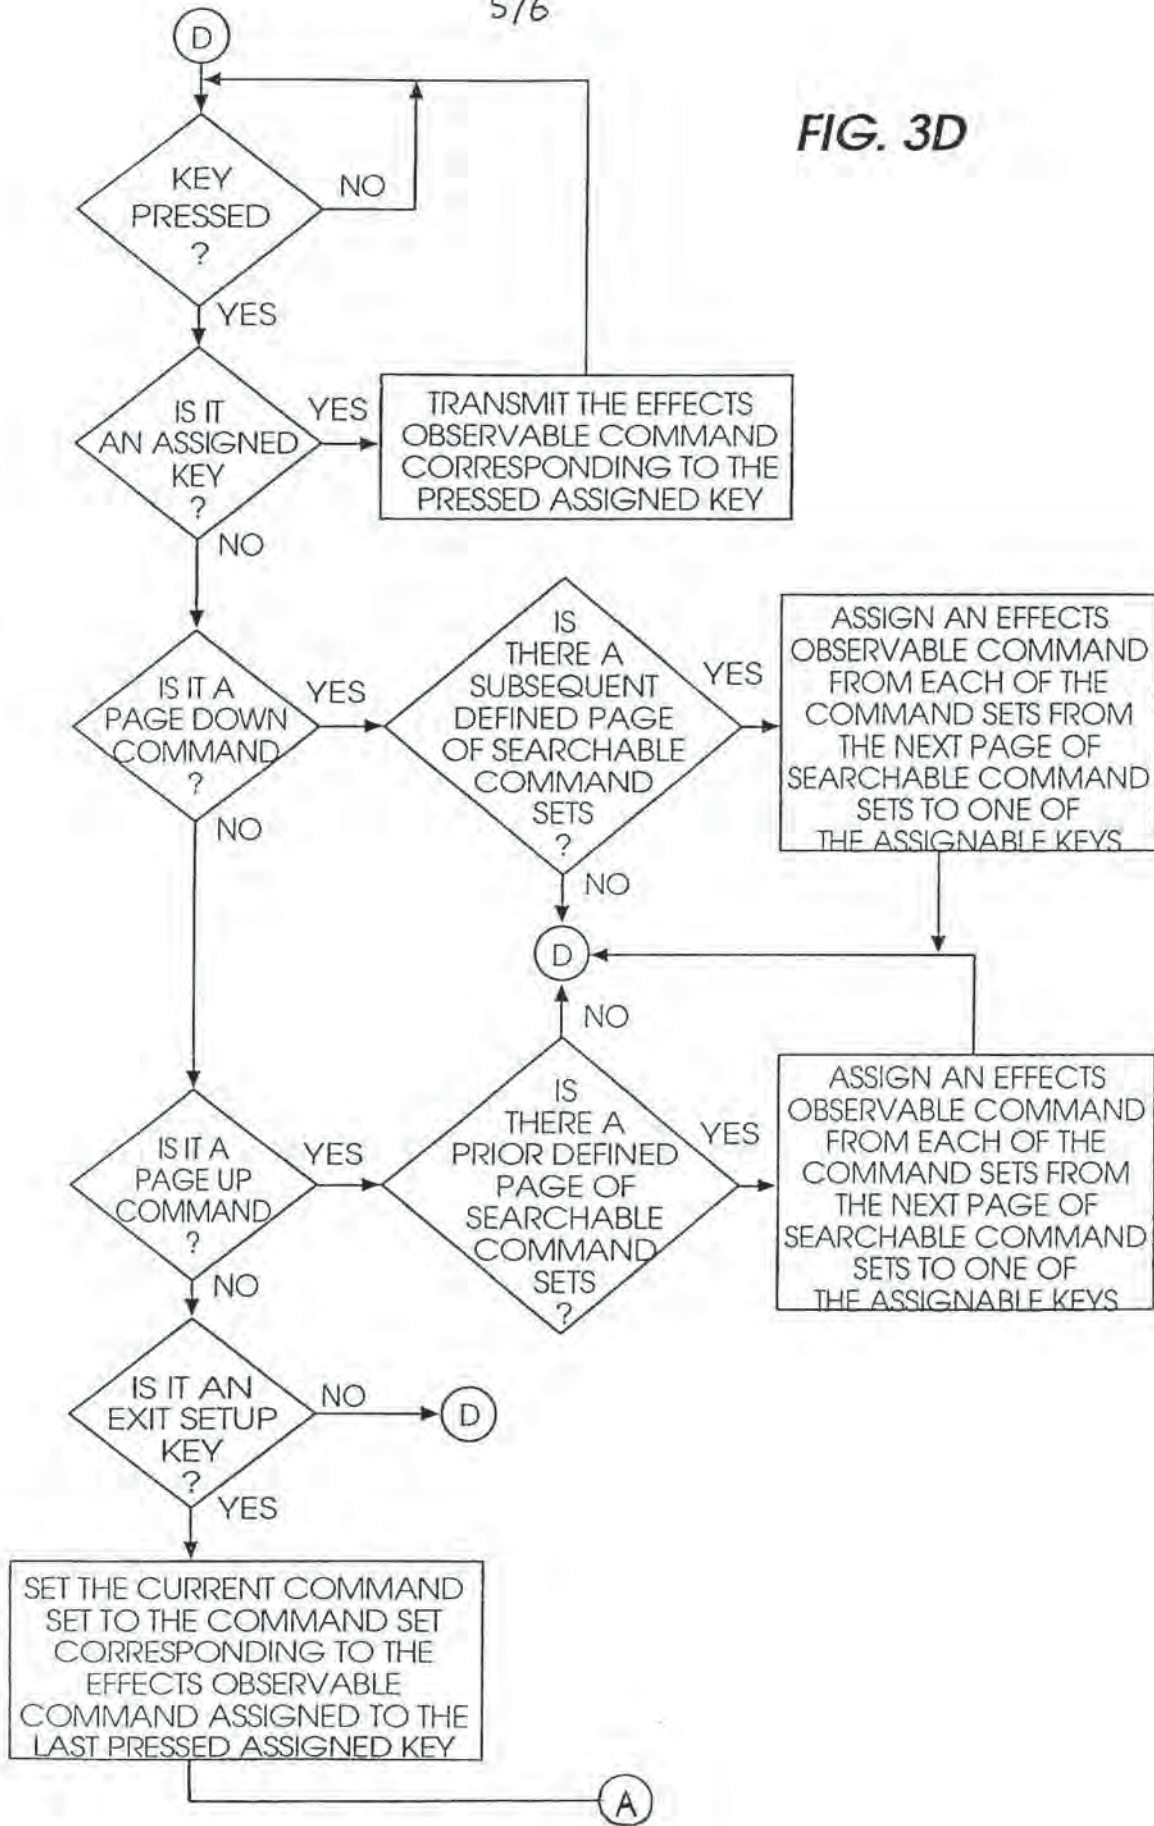 5/6
D
FIG. 3D
KEY
PRESSED
?
NO
YES
IS IT
AN ASSIGNED
KEY
?
YES
NO
TRANSMIT THE EFFECTS
OBSERVABLE COMMAND
CORRESPONDING TO THE
PRESSED ASSIGNED KEY
IS IT A
PAGE DOWN
COMMAND
?
YES
NO
IS
THERE A
SUBSEQUENT
DEFINED PAGE
OF SEARCHABLE
COMMAND
SETS
?
YES
NO
ASSIGN AN EFFECTS
OBSERVABLE COMMAND
FROM EACH OF THE
COMMAND SETS FROM
THE NEXT PAGE OF
SEARCHABLE COMMAND
SETS TO ONE OF
THE ASSIGNABLE KEYS
D
NO
IS IT A
PAGE UP
COMMAND
?
YES
NO
IS
THERE A
PRIOR DEFINED
PAGE OF
SEARCHABLE
COMMAND
SETS
?
YES
ASSIGN AN EFFECTS
OBSERVABLE COMMAND
FROM EACH OF THE
COMMAND SETS FROM
THE NEXT PAGE OF
SEARCHABLE COMMAND
SETS TO ONE OF
THE ASSIGNABLE KEYS
IS IT AN
EXIT SETUP
KEY
?
NO
D
YES
SET THE CURRENT COMMAND
SET TO THE COMMAND SET
CORRESPONDING TO THE
EFFECTS OBSERVABLE
COMMAND ASSIGNED TO THE
LAST PRESSED ASSIGNED KEY
A